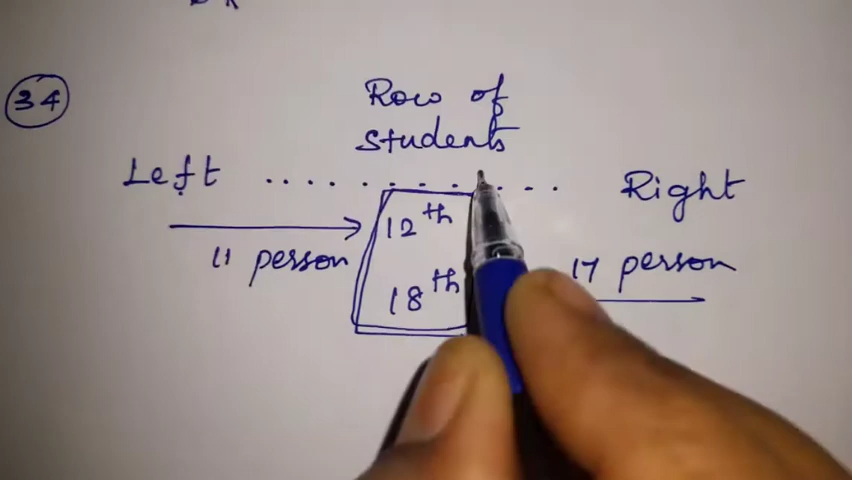 34
Row of
Students
Left . . . . . . . . . . . Right
12th
11 person
17 person
18th